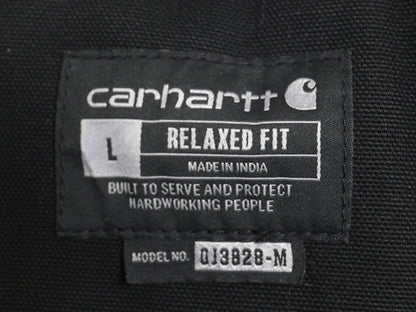 carhartt
L
RELAXED FIT
MADE IN INDIA
BUILT TO SERVE AND PROTECT
HARDWORKING PEOPLE
MODEL NO. OJ3828-M